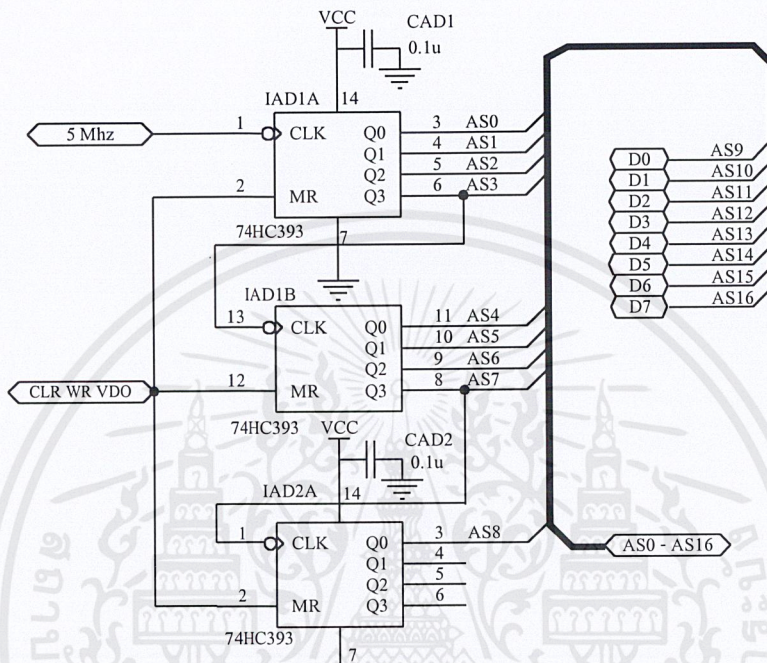 VCC
CAD1
0.1u
IAD1A
14
5 Mhz
1
CLK
Q0
3 AS0
Q1
4 AS1
Q2
5 AS2
Q3
6 AS3
2
MR
74HC393
7
D0 AS9
D1 AS10
D2 AS11
D3 AS12
D4 AS13
D5 AS14
D6 AS15
D7 AS16
IAD1B
13
CLK
Q0
11 AS4
Q1
10 AS5
Q2
9 AS6
Q3
8 AS7
CLR WR VDO
12
MR
74HC393
VCC
CAD2
0.1u
IAD2A
14
1
CLK
Q0
3 AS8
Q1
4
Q2
5
Q3
6
2
MR
74HC393
7
AS0 - AS16